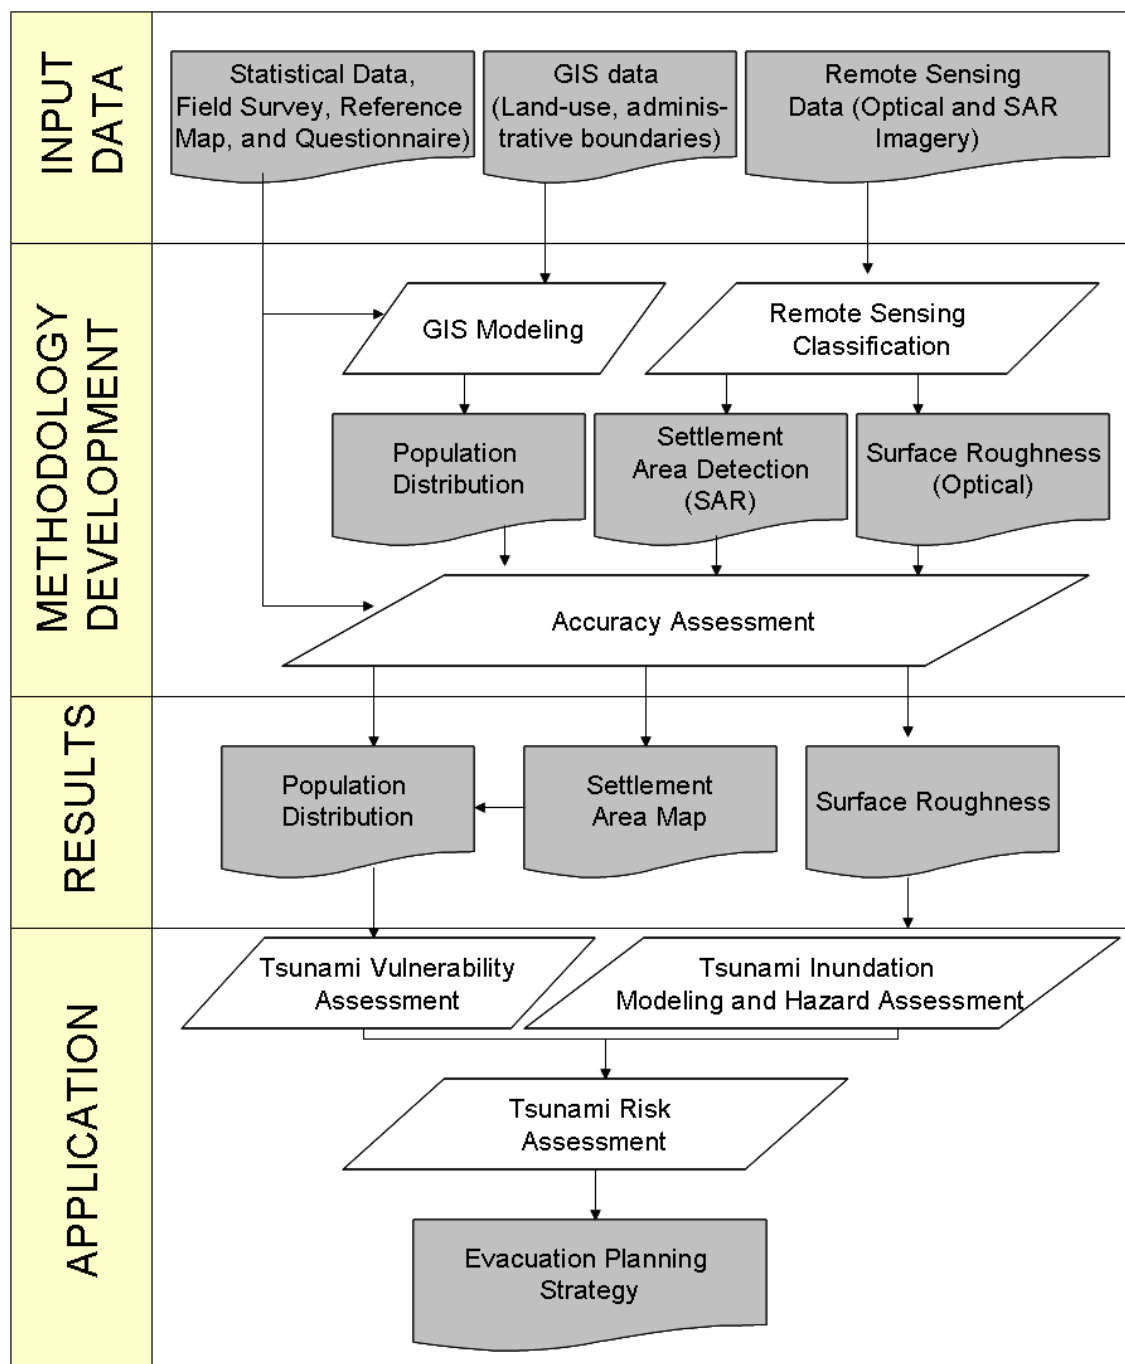 INPUT
DATA
Statistical Data,
Field Survey, Reference
Map, and Questionnaire)
GIS data
(Land-use, adminis-
trative boundaries)
Remote Sensing
Data (Optical and SAR
Imagery)
METHODOLOGY
DEVELOPMENT
GIS Modeling
Remote Sensing
Classification
Population
Distribution
Settlement
Area Detection
(SAR)
Surface Roughness
(Optical)
Accuracy Assessment
RESULTS
Population
Distribution
Settlement
Area Map
Surface Roughness
APPLICATION
Tsunami Vulnerability
Assessment
Tsunami Inundation
Modeling and Hazard Assessment
Tsunami Risk
Assessment
Evacuation Planning
Strategy